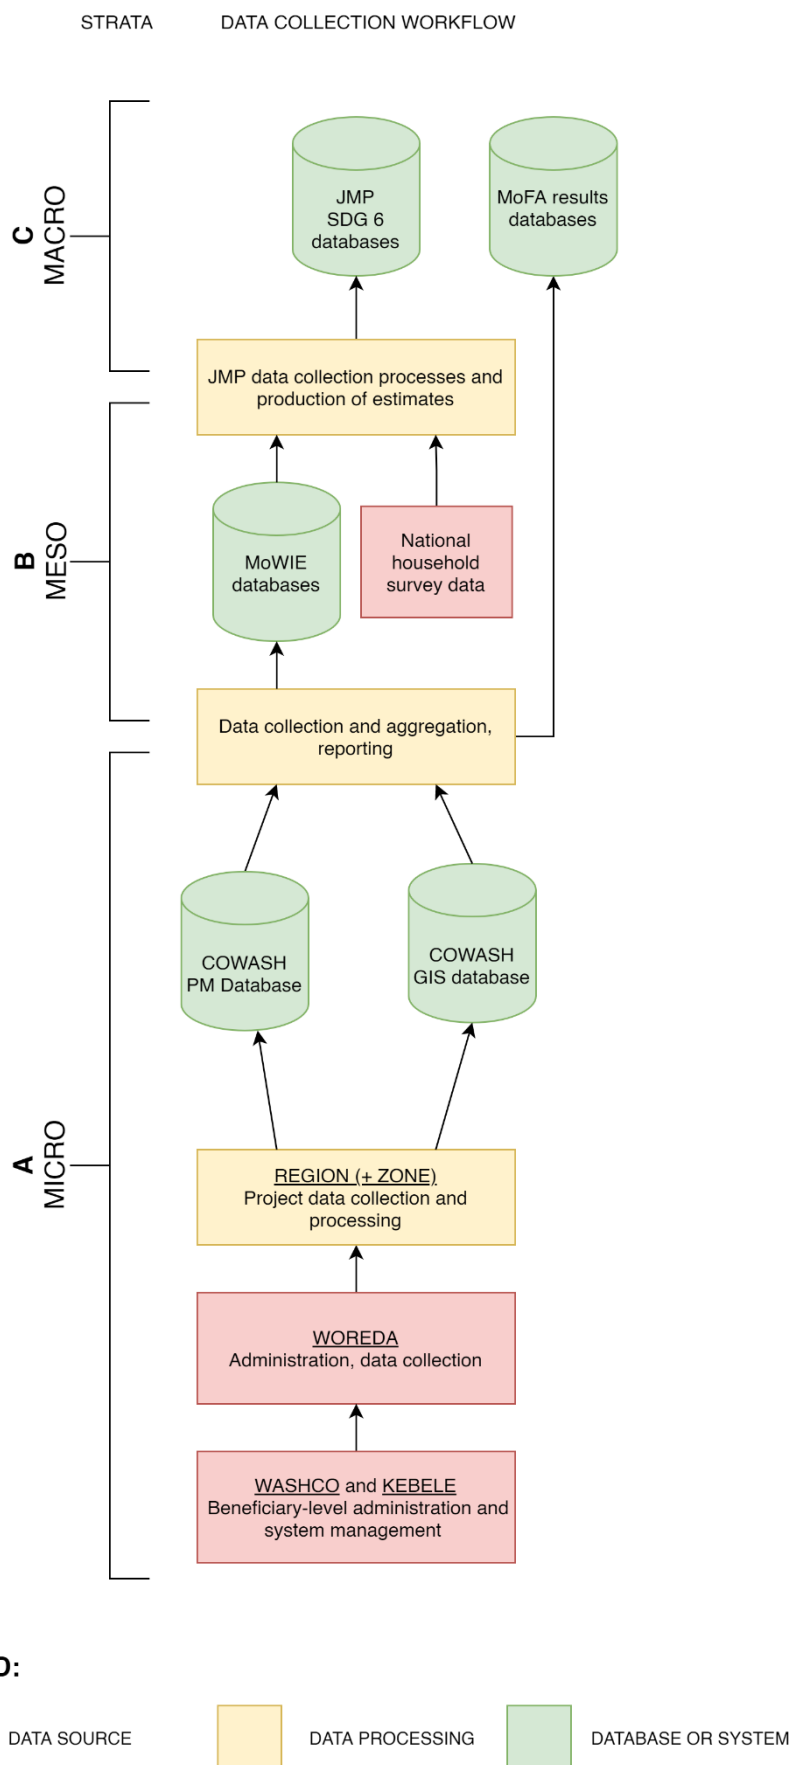 STRATA DATA COLLECTION WORKFLOW
C
MACRO
JMP
SDG 6
databases
MoFA results
databases
JMP data collection processes and
production of estimates
B
MESO
MoWIE
databases
National
household
survey data
Data collection and aggregation,
reporting
A
MICRO
COWASH
PM Database
COWASH
GIS database
REGION (+ ZONE)
Project data collection and
processing
WOREDA
Administration, data collection
WASHCO and KEBELE
Beneficiary-level administration and
system management
D:
DATA SOURCE DATA PROCESSING DATABASE OR SYSTEM